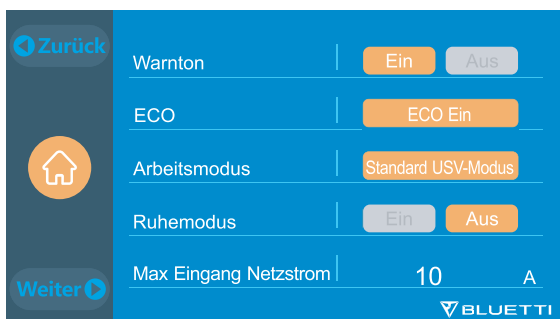 Zurück
Warnton Ein Aus
ECO ECO Ein
Arbeitsmodus Standard USV-Modus
Ruhemodus Ein Aus
Max Eingang Netzstrom 10 A
Weiter
BLUETTI